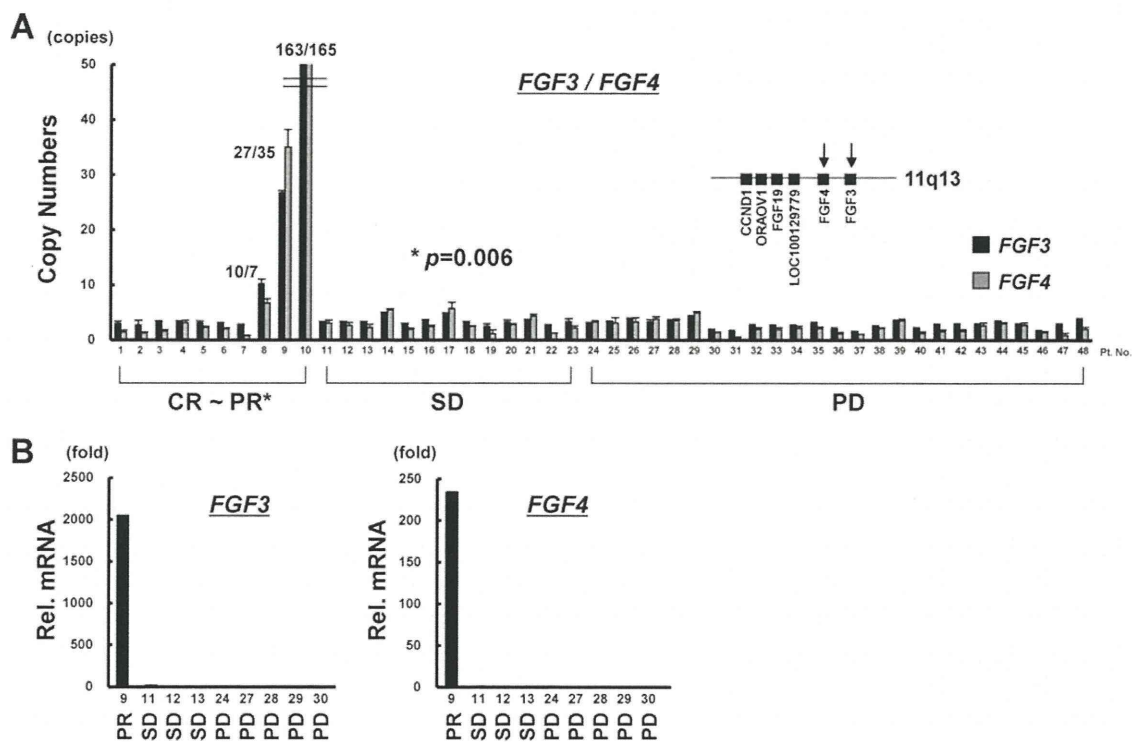 A
(copies)
163/165
FGF3 / FGF4
50
40
30
20
10
0
Copy Numbers
27/35
10/7
* p=0.006
11q13
CCND1
ORAOV1
FGF19
LOC100129779
FGF4
FGF3
FGF3
FGF4
1 2 3 4 5 6 7 8 9 10 11 12 13 14 15 16 17 18 19 20 21 22 23 24 25 26 27 28 29 30 31 32 33 34 35 36 37 38 39 40 41 42 43 44 45 46 47 48 Pt. No.
CR ~ PR* SD PD
B
(fold)
FGF3
2500
2000
1500
1000
500
0
Rel. mRNA
9 11 12 13 24 27 28 29 30
PR SD SD SD PD PD PD PD PD
(fold)
FGF4
250
200
150
100
50
0
Rel. mRNA
9 11 12 13 24 27 28 29 30
PR SD SD SD PD PD PD PD PD